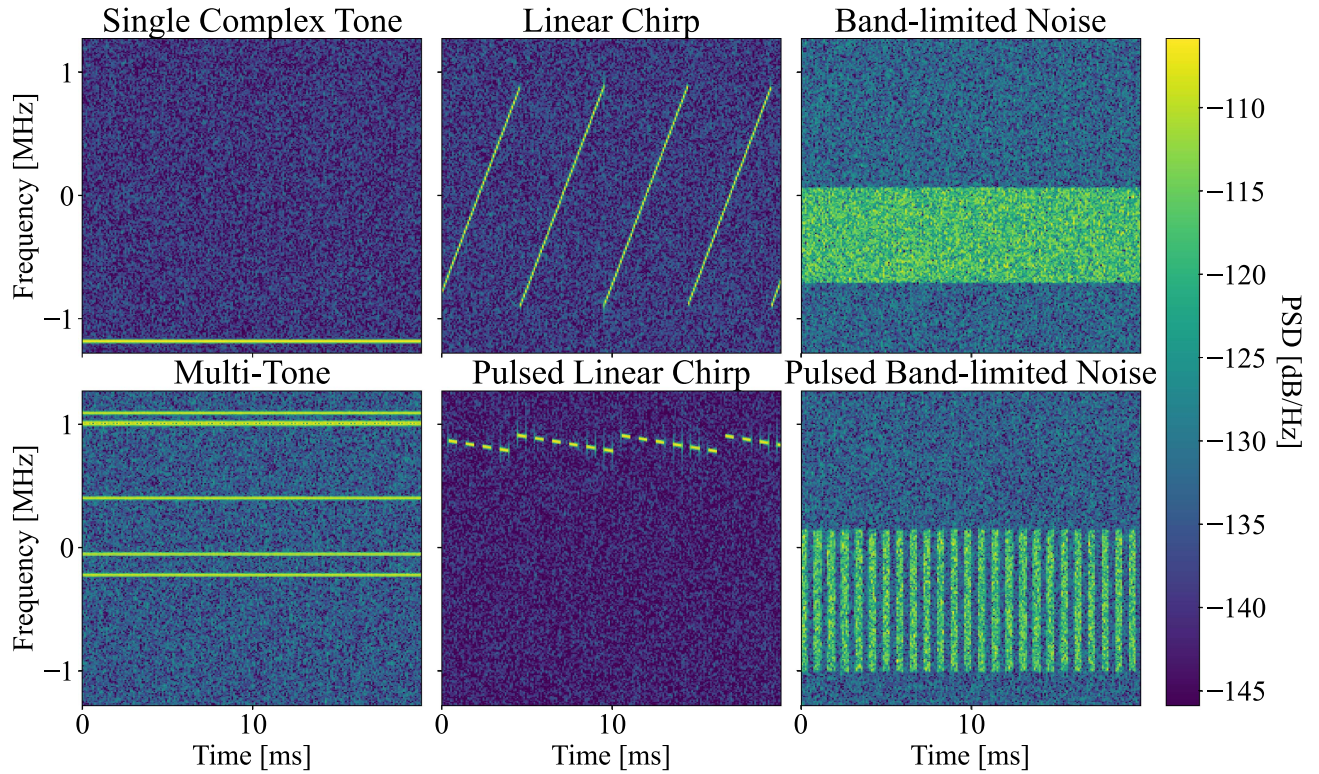 Single Complex Tone
Linear Chirp
Band-limited Noise
Frequency [MHz]
1
0
−1
Multi-Tone
Pulsed Linear Chirp
Pulsed Band-limited Noise
Frequency [MHz]
1
0
−1
0
10
Time [ms]
0
10
Time [ms]
0
10
Time [ms]
−110
−115
−120
−125
−130
−135
−140
−145
PSD [dB/Hz]